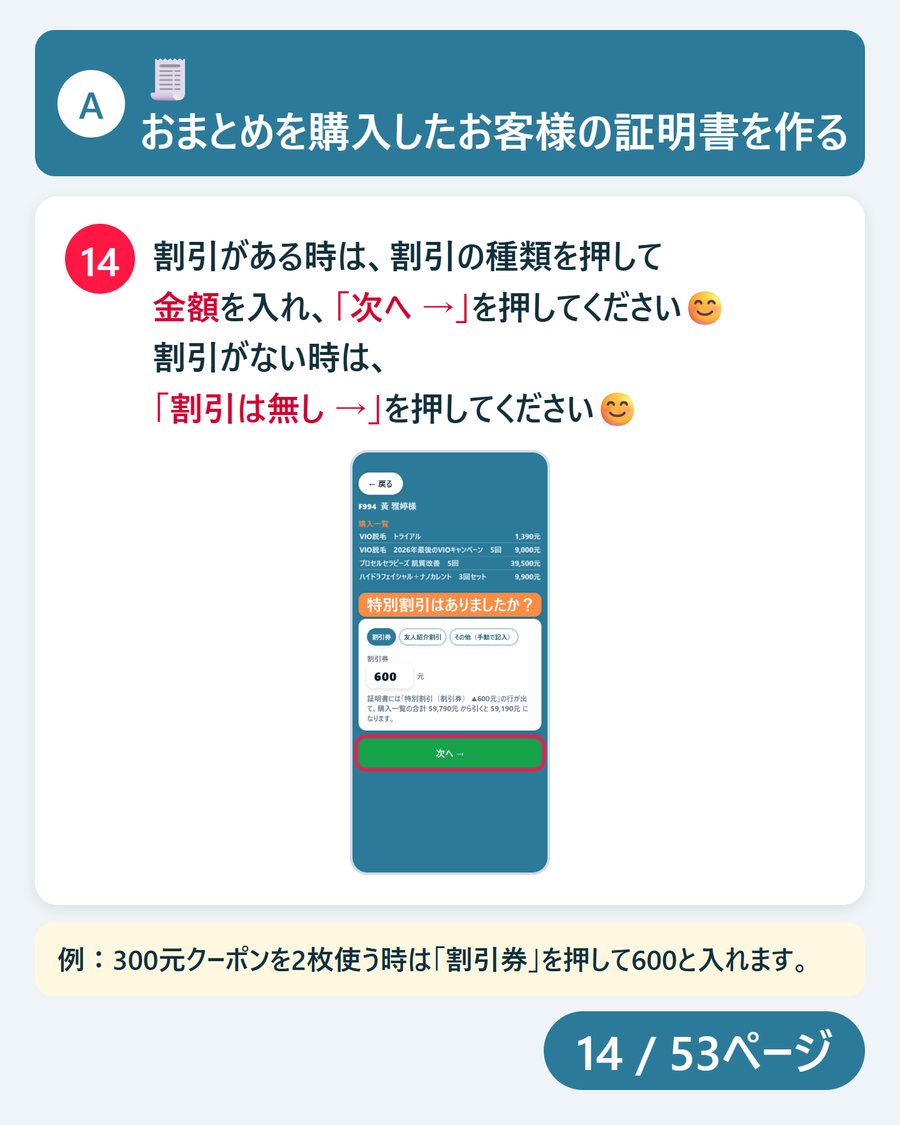 A
おまとめを購入したお客様の証明書を作る
14
割引がある時は、割引の種類を押して
金額を入れ、「次へ →」を押してください😊
割引がない時は、
「割引は無し →」を押してください😊
← 戻る
F994 黃 雅婷様
購入一覧
VIO脱毛 トライアル 1,390元
VIO脱毛 2026年最後のVIOキャンペーン 5回 9,000元
プロセルセラピーズ 肌質改善 5回 39,500元
ハイドラフェイシャル+ナノカレント 3回セット 9,900元
特別割引はありましたか？
割引券 友人紹介割引 その他（手動で記入）
割引券
600 元
証明書には「特別割引（割引券） ▲600元」の行が出
て、購入一覧の合計 59,790元 から引くと 59,190元 に
なります。
次へ →
例：300元クーポンを2枚使う時は「割引券」を押して600と入れます。
14 / 53ページ